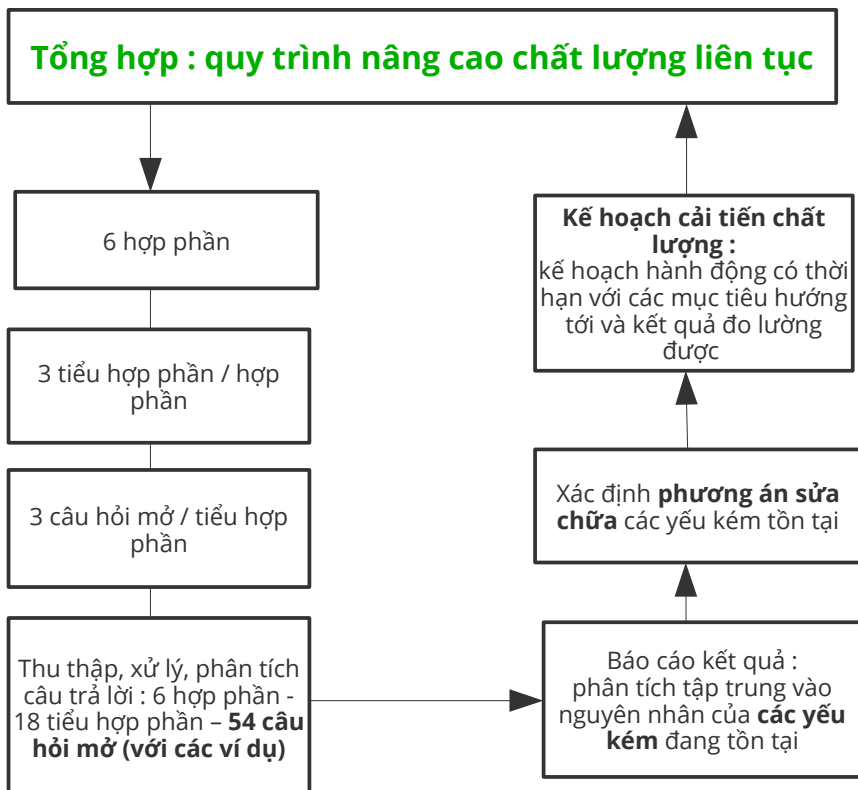 Tổng hợp : quy trình nâng cao chất lượng liên tục
6 hợp phần
3 tiểu hợp phần / hợp
phần
3 câu hỏi mở / tiểu hợp
phần
Thu thập, xử lý, phân tích
câu trả lời : 6 hợp phần -
18 tiểu hợp phần – 54 câu
hỏi mở (với các ví dụ)
Báo cáo kết quả :
phân tích tập trung vào
nguyên nhân của các yếu
kém đang tồn tại
Xác định phương án sửa
chữa các yếu kém tồn tại
Kế hoạch cải tiến chất
lượng :
kế hoạch hành động có thời
hạn với các mục tiêu hướng
tới và kết quả đo lường
được